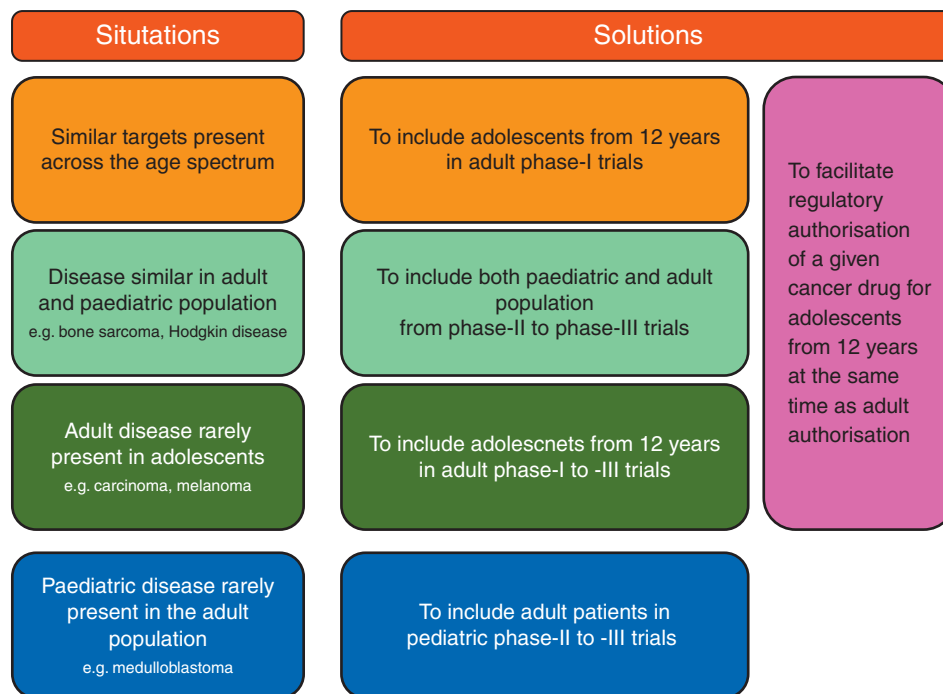 Situtations
Solutions
Similar targets present
across the age spectrum
To include adolescents from 12 years
in adult phase-I trials
Disease similar in adult
and paediatric population
e.g. bone sarcoma, Hodgkin disease
To include both paediatric and adult
population
from phase-II to phase-III trials
Adult disease rarely
present in adolescents
e.g. carcinoma, melanoma
To include adolescnets from 12 years
in adult phase-I to -III trials
To facilitate
regulatory
authorisation
of a given
cancer drug for
adolescents
from 12 years
at the same
time as adult
authorisation
Paediatric disease rarely
present in the adult
population
e.g. medulloblastoma
To include adult patients in
pediatric phase-II to -III trials